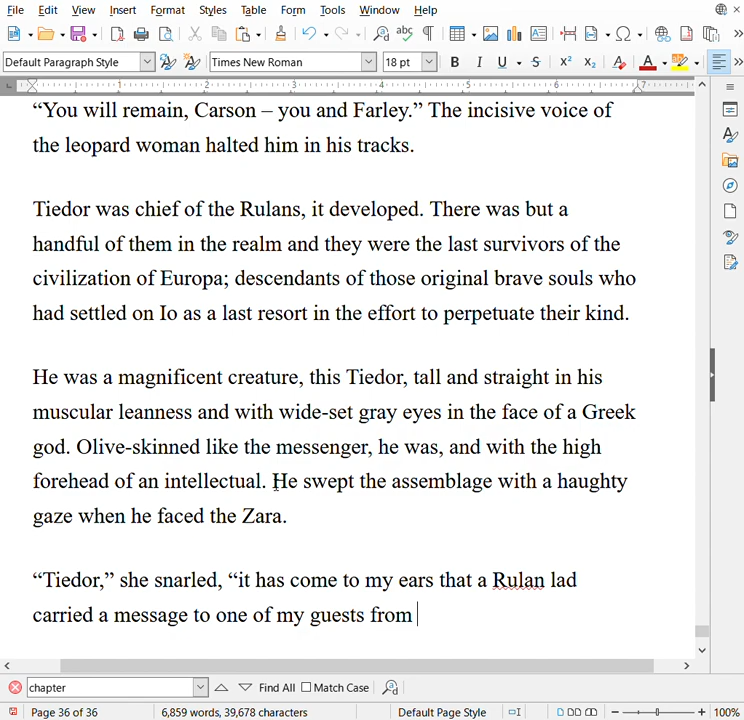 File Edit View Insert Format Styles Table Form Tools Window Help
Default Paragraph Style Times New Roman 18 pt B I U S X² X₂ A A
1 2 3 4 5 6 7
“You will remain, Carson – you and Farley.” The incisive voice of
the leopard woman halted him in his tracks.
Tiedor was chief of the Rulans, it developed. There was but a
handful of them in the realm and they were the last survivors of the
civilization of Europa; descendants of those original brave souls who
had settled on Io as a last resort in the effort to perpetuate their kind.
He was a magnificent creature, this Tiedor, tall and straight in his
muscular leanness and with wide-set gray eyes in the face of a Greek
god. Olive-skinned like the messenger, he was, and with the high
forehead of an intellectual. He swept the assemblage with a haughty
gaze when he faced the Zara.
“Tiedor,” she snarled, “it has come to my ears that a Rulan lad
carried a message to one of my guests from
chapter Find All Match Case
Page 36 of 36 6,859 words, 39,678 characters Default Page Style 100%